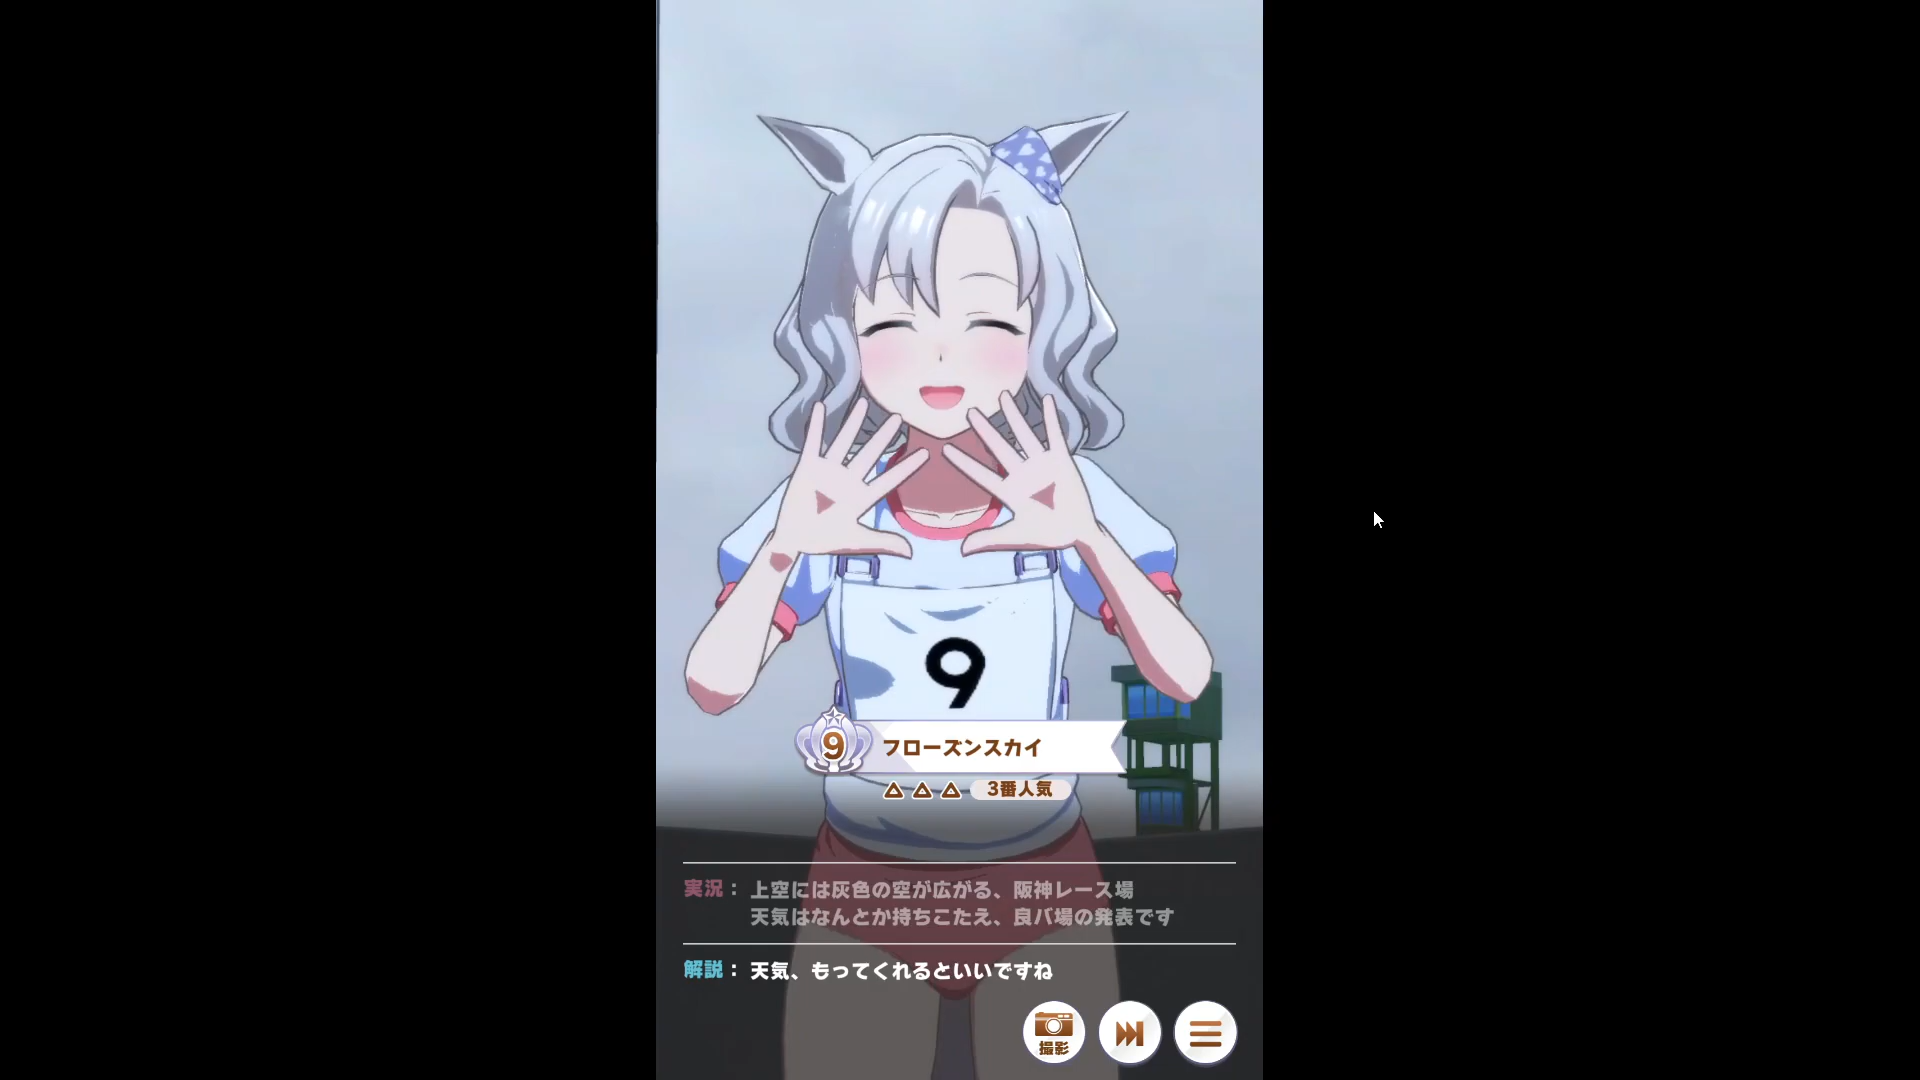 9
9
フローズンスカイ
△ △ △ 3番人気
実況： 上空には灰色の空が広がる、阪神レース場
天気はなんとか持ちこたえ、良バ場の発表です
解説： 天気、もってくれるといいですね
撮影